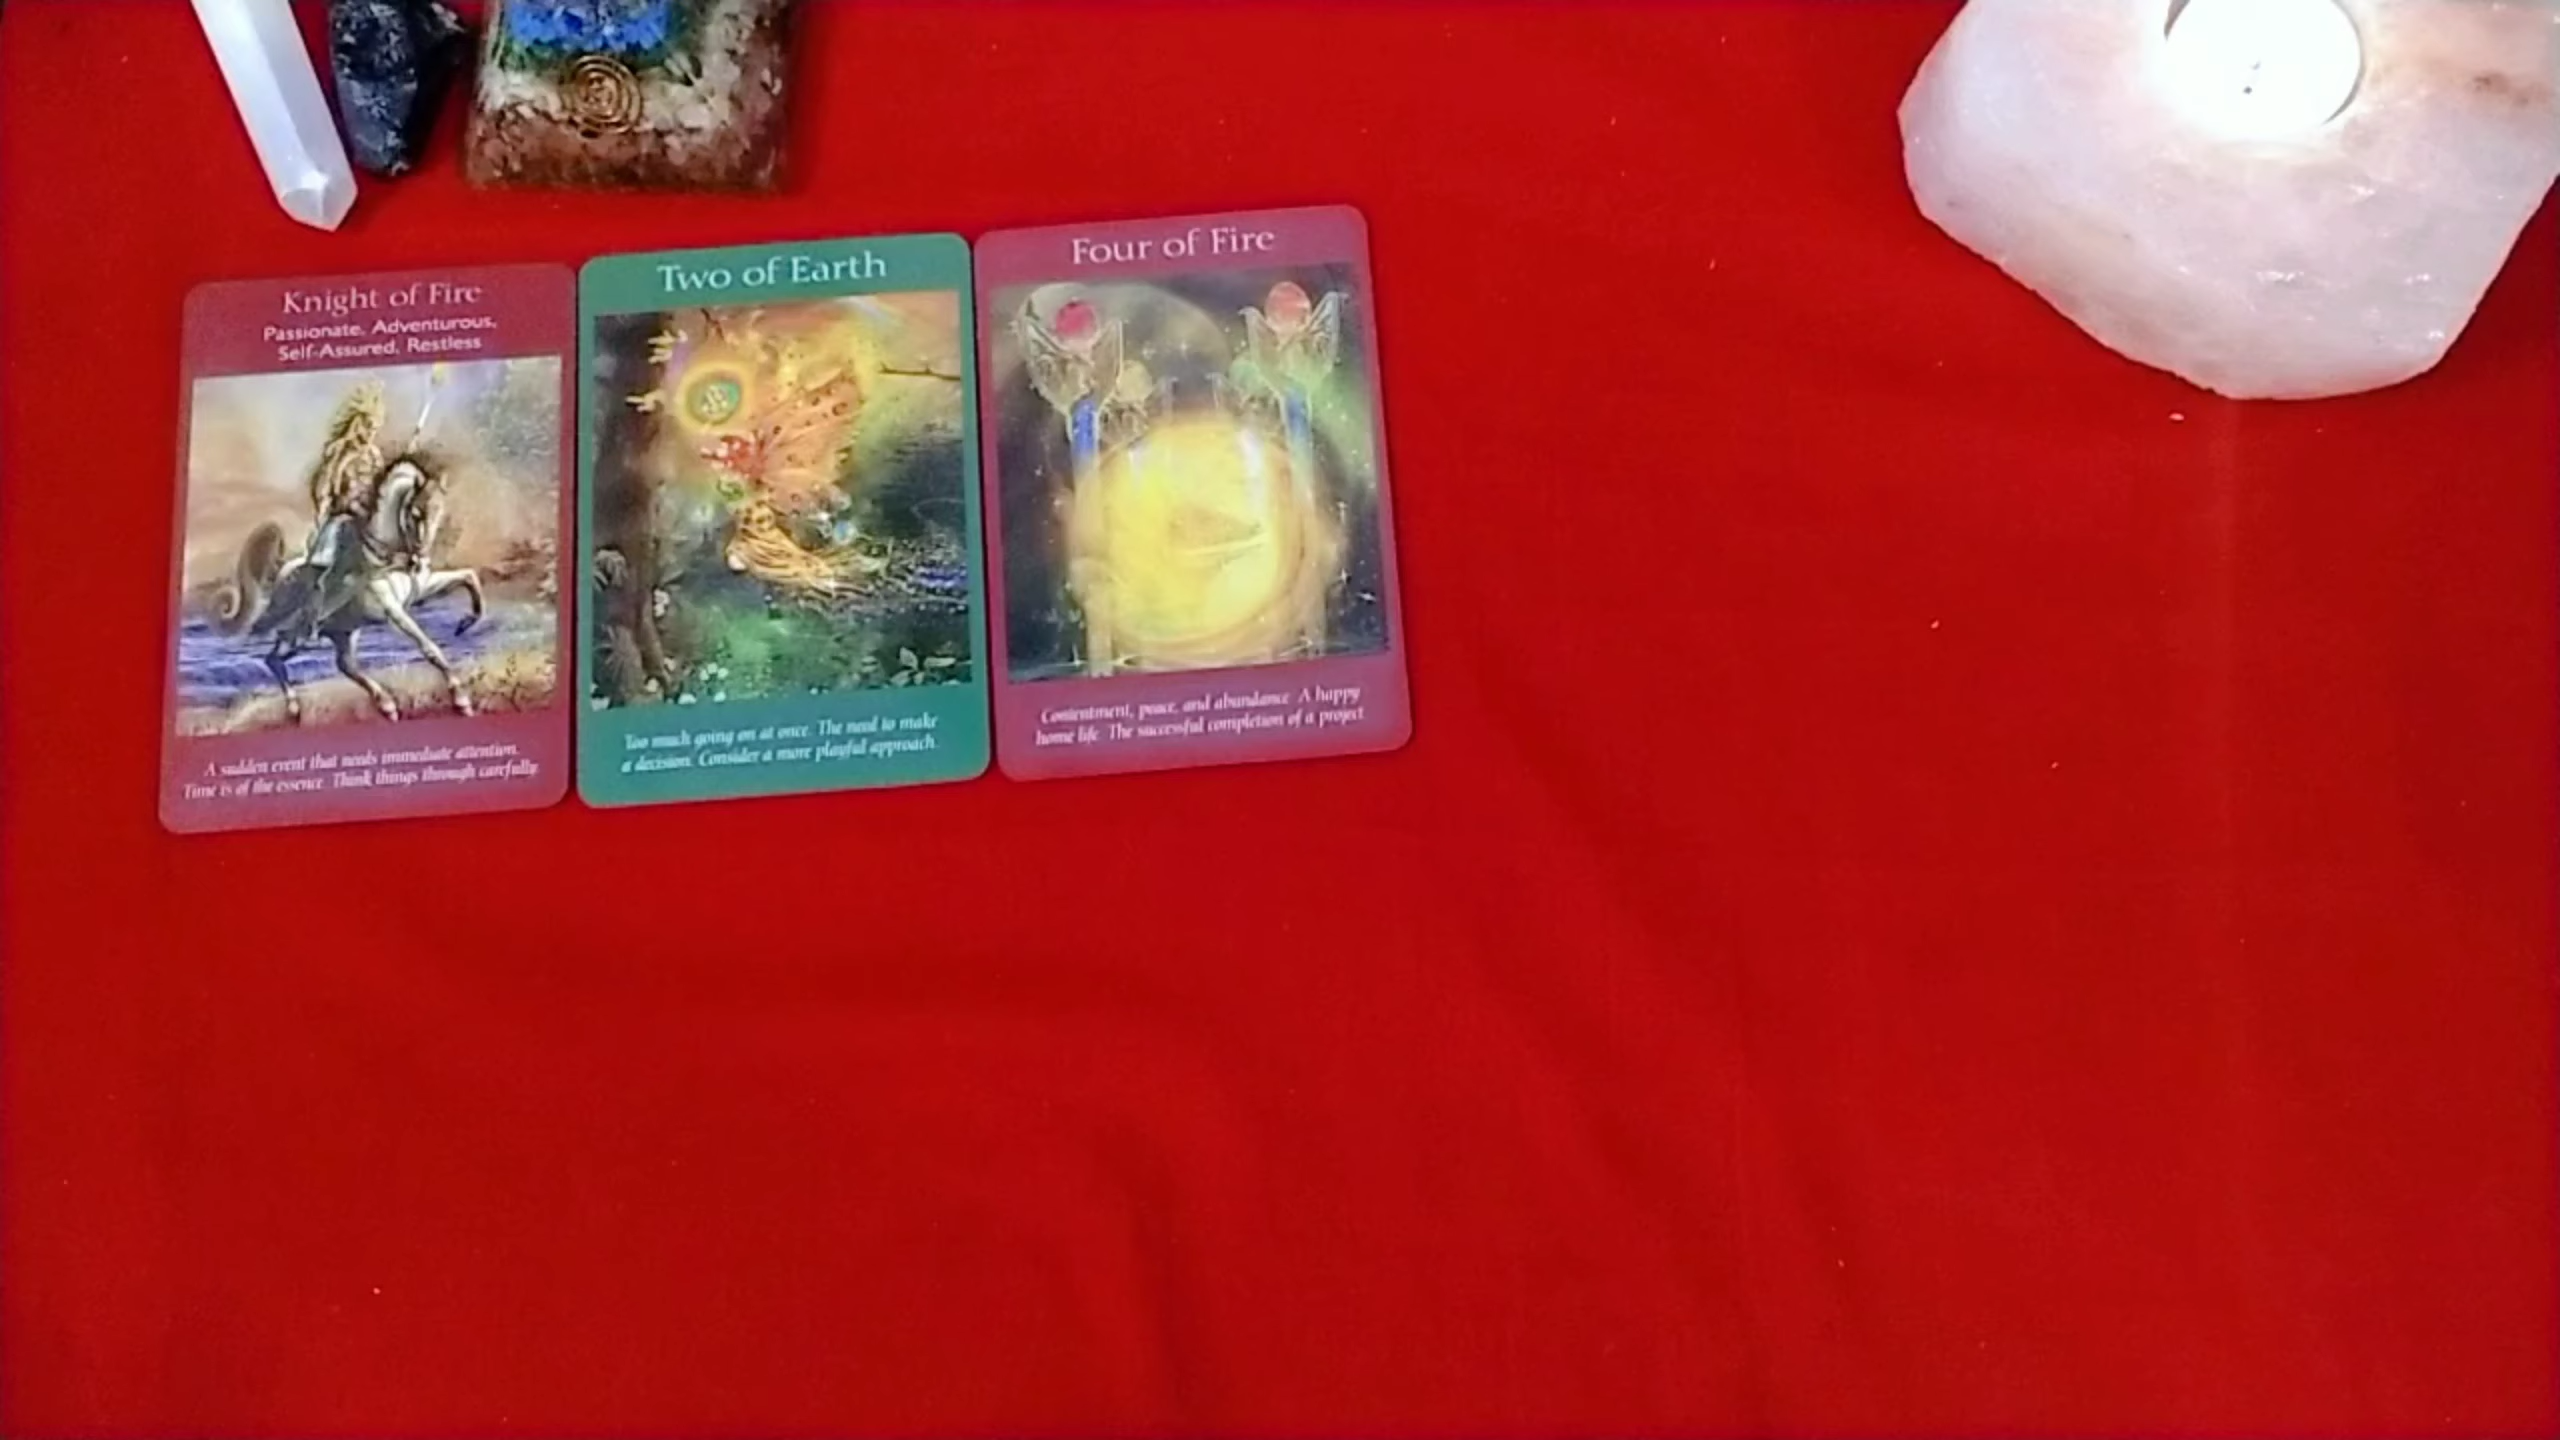 Knight of Fire
Passionate, Adventurous,
Self-Assured, Restless
A sudden event that needs immediate attention.
Time is of the essence. Think things through carefully.
Two of Earth
Too much going on at once. The need to make
a decision. Consider a more playful approach.
Four of Fire
Contentment, peace, and abundance. A happy
home life. The successful completion of a project